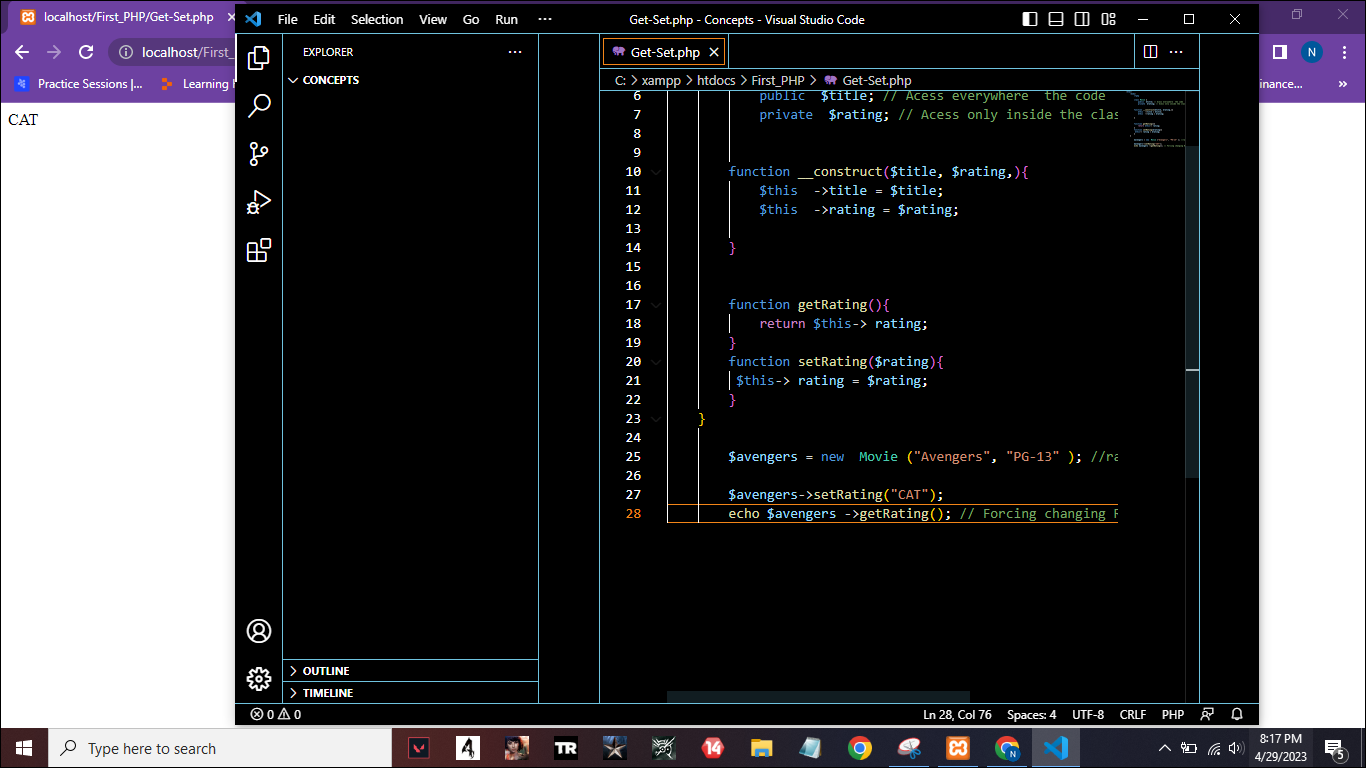 localhost/First_PHP/Get-Set.php
localhost/First_
N
Practice Sessions |...
Learning
inance...
CAT
File Edit Selection View Go Run ...
Get-Set.php - Concepts - Visual Studio Code
EXPLORER
CONCEPTS
OUTLINE
TIMELINE
Get-Set.php
C: > xampp > htdocs > First_PHP > Get-Set.php
6 public $title; // Acess everywhere the code
7 private $rating; // Acess only inside the clas
8
9
10 function __construct($title, $rating,){
11 $this ->title = $title;
12 $this ->rating = $rating;
13
14 }
15
16
17 function getRating(){
18 return $this-> rating;
19 }
20 function setRating($rating){
21 $this-> rating = $rating;
22 }
23 }
24
25 $avengers = new Movie ("Avengers", "PG-13" ); //ra
26
27 $avengers->setRating("CAT");
28 echo $avengers ->getRating(); // Forcing changing R
0 0
Ln 28, Col 76 Spaces: 4 UTF-8 CRLF PHP
Type here to search
TR
14
N
8:17 PM
4/29/2023
5